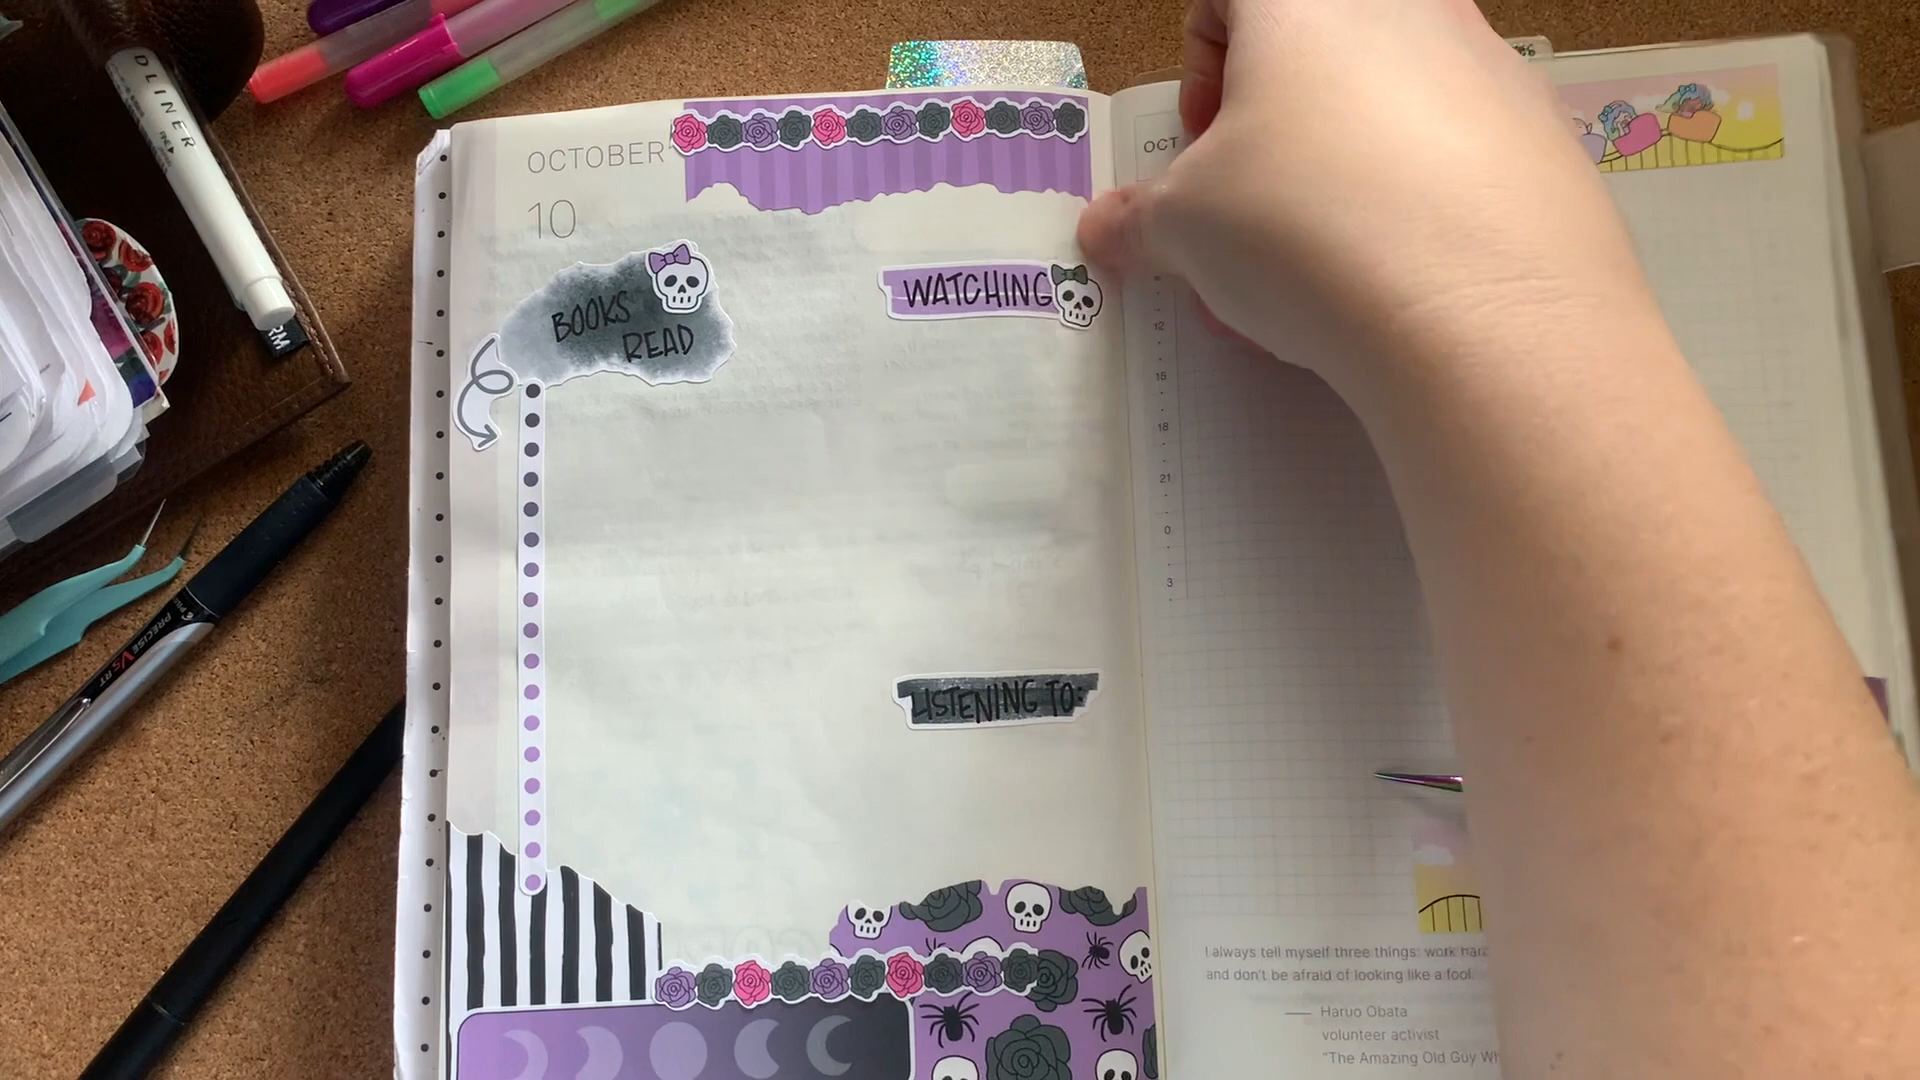 DLINER
RM
PRECISE V5 RT
OCTOBER
10
BOOKS
READ
WATCHING
LISTENING TO:
OCT
12
15
18
21
0
3
I always tell myself three things: work
and don't be afraid of looking like a fool.
Haruo Obata
volunteer activist
"The Amazing Old Guy